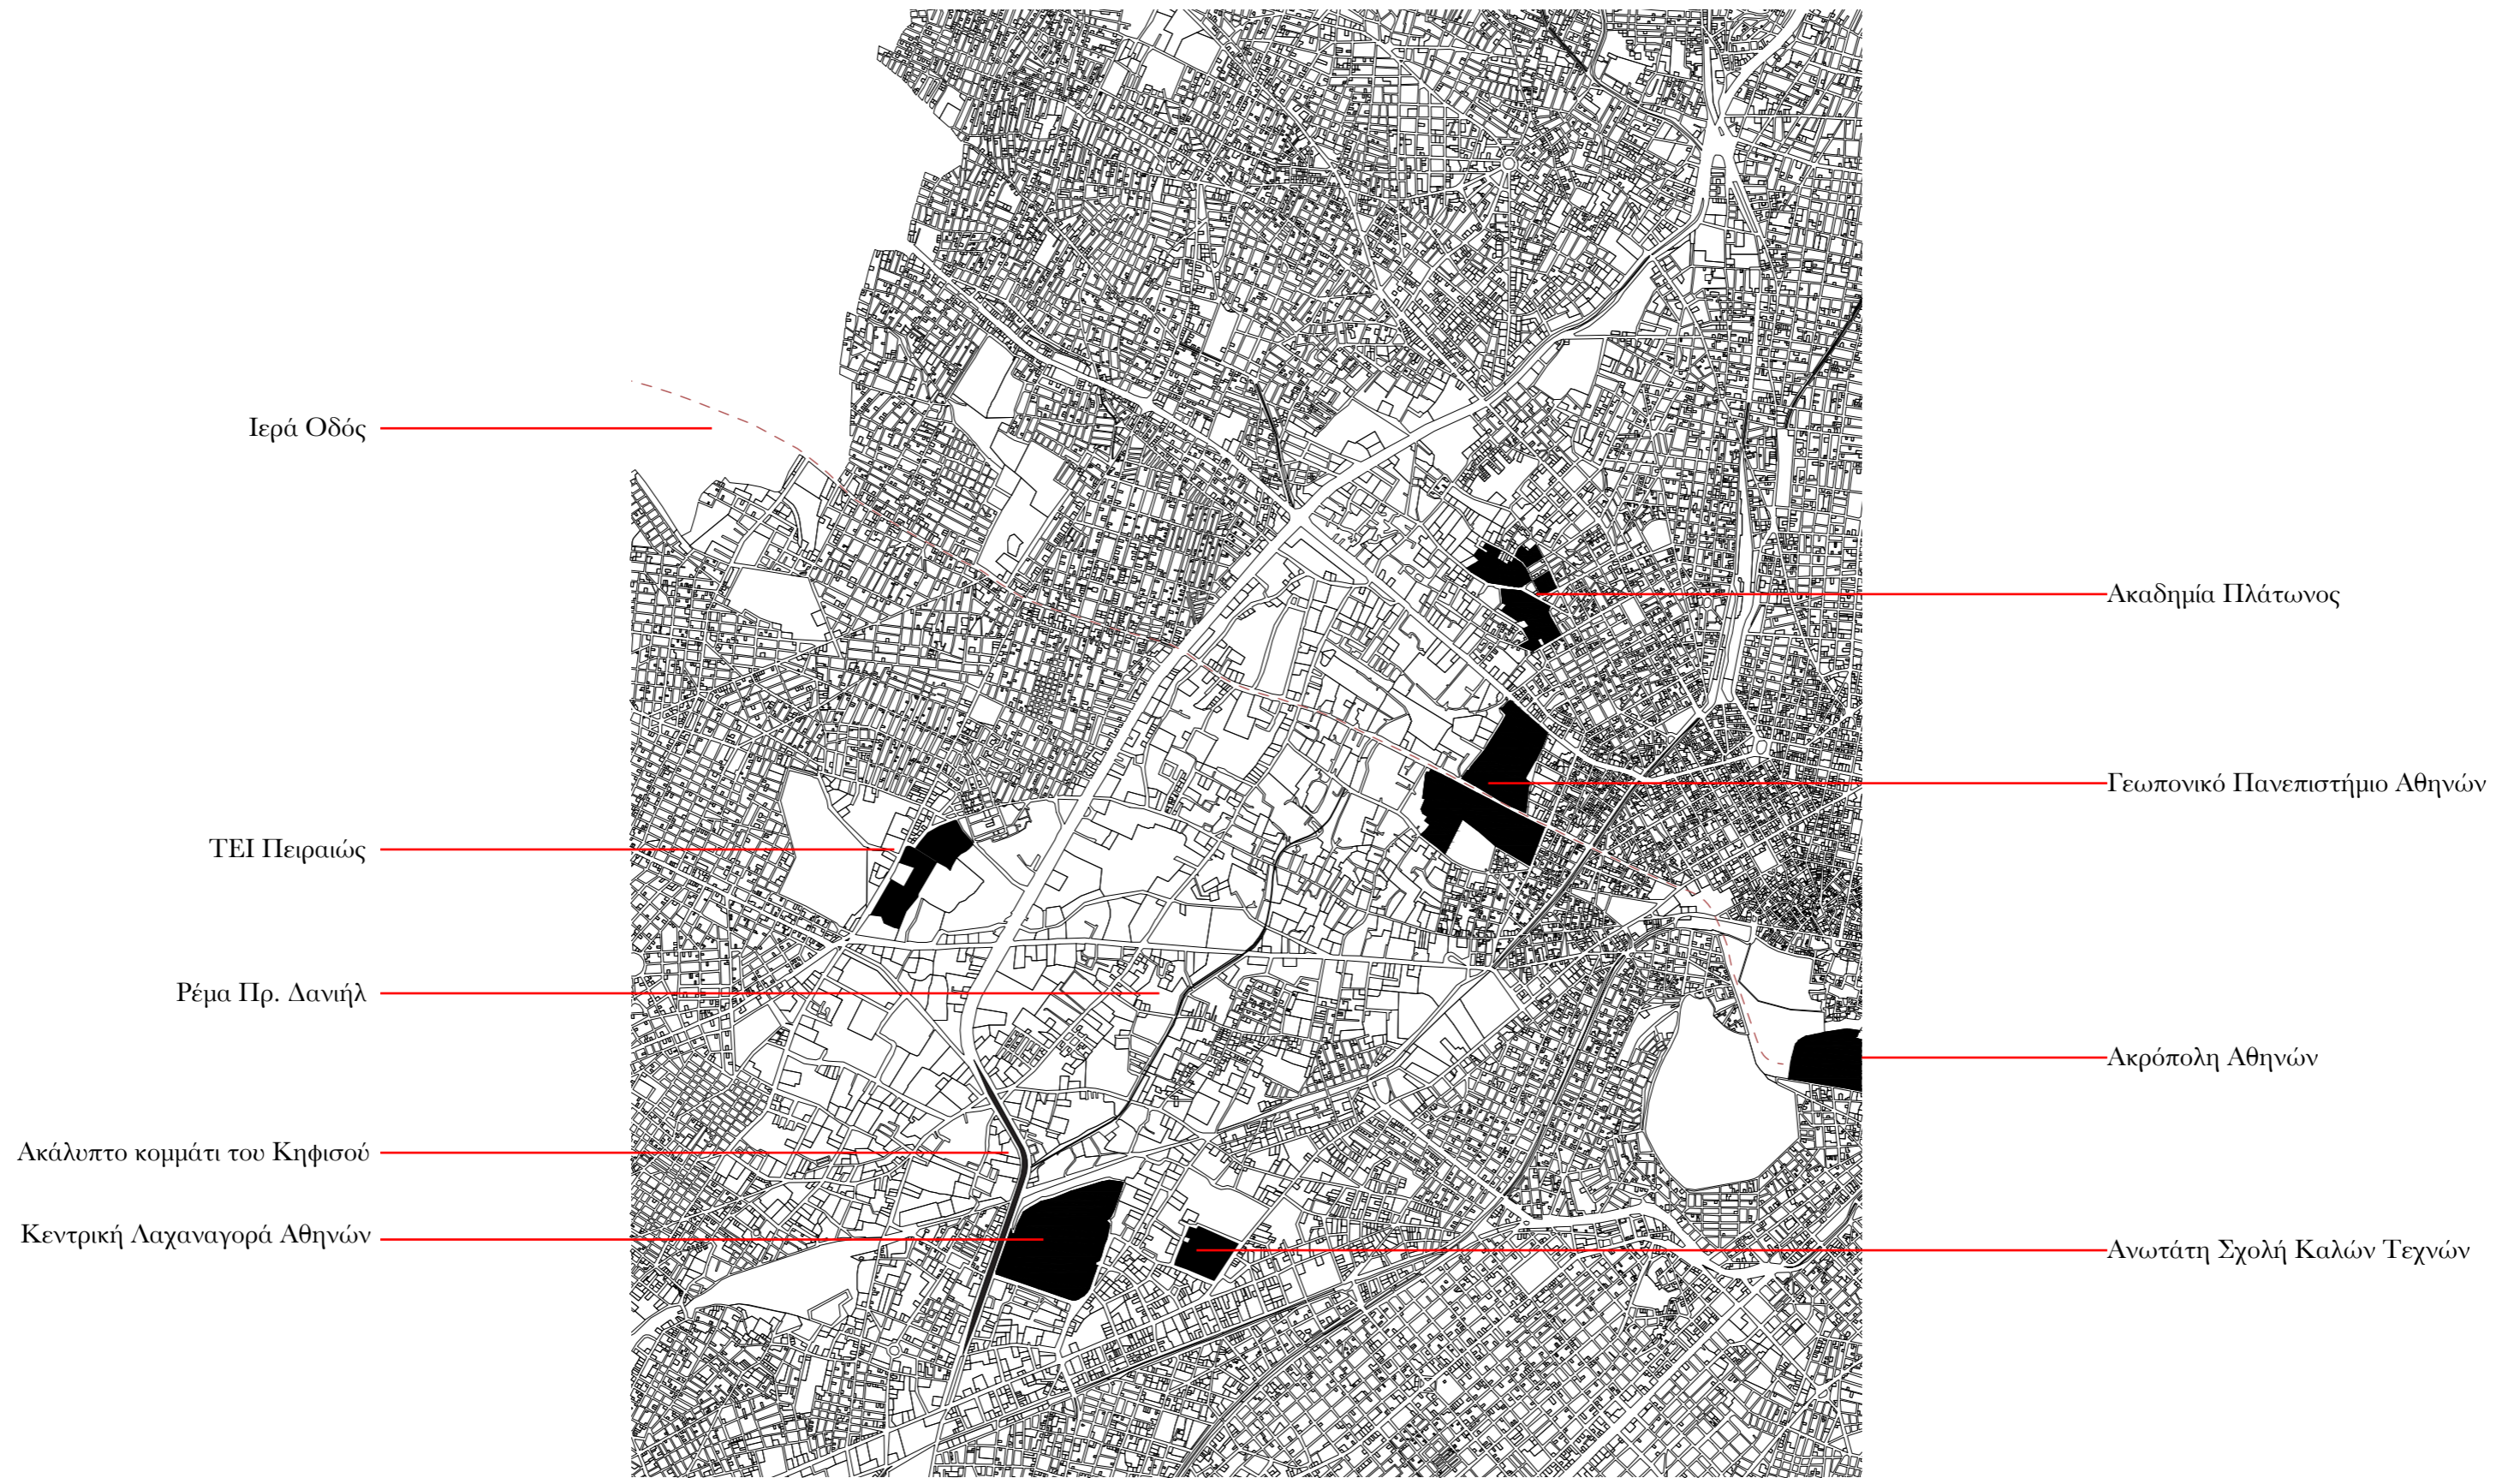 Ιερά Οδός
ΤΕΙ Πειραιώς
Ρέμα Πρ. Δανιήλ
Ακάλυπτο κομμάτι του Κηφισού
Κεντρική Λαχαναγορά Αθηνών
Ακαδημία Πλάτωνος
Γεωπονικό Πανεπιστήμιο Αθηνών
Ακρόπολη Αθηνών
Ανωτάτη Σχολή Καλών Τεχνών